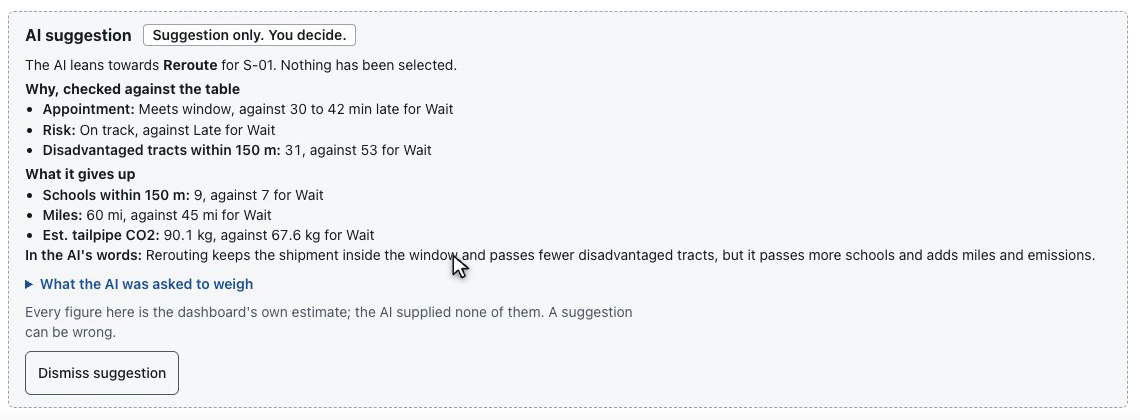 AI suggestion Suggestion only. You decide.
The AI leans towards Reroute for S-01. Nothing has been selected.
Why, checked against the table
• Appointment: Meets window, against 30 to 42 min late for Wait
• Risk: On track, against Late for Wait
• Disadvantaged tracts within 150 m: 31, against 53 for Wait
What it gives up
• Schools within 150 m: 9, against 7 for Wait
• Miles: 60 mi, against 45 mi for Wait
• Est. tailpipe CO2: 90.1 kg, against 67.6 kg for Wait
In the AI's words: Rerouting keeps the shipment inside the window and passes fewer disadvantaged tracts, but it passes more schools and adds miles and emissions.
▶ What the AI was asked to weigh
Every figure here is the dashboard's own estimate; the AI supplied none of them. A suggestion
can be wrong.
Dismiss suggestion